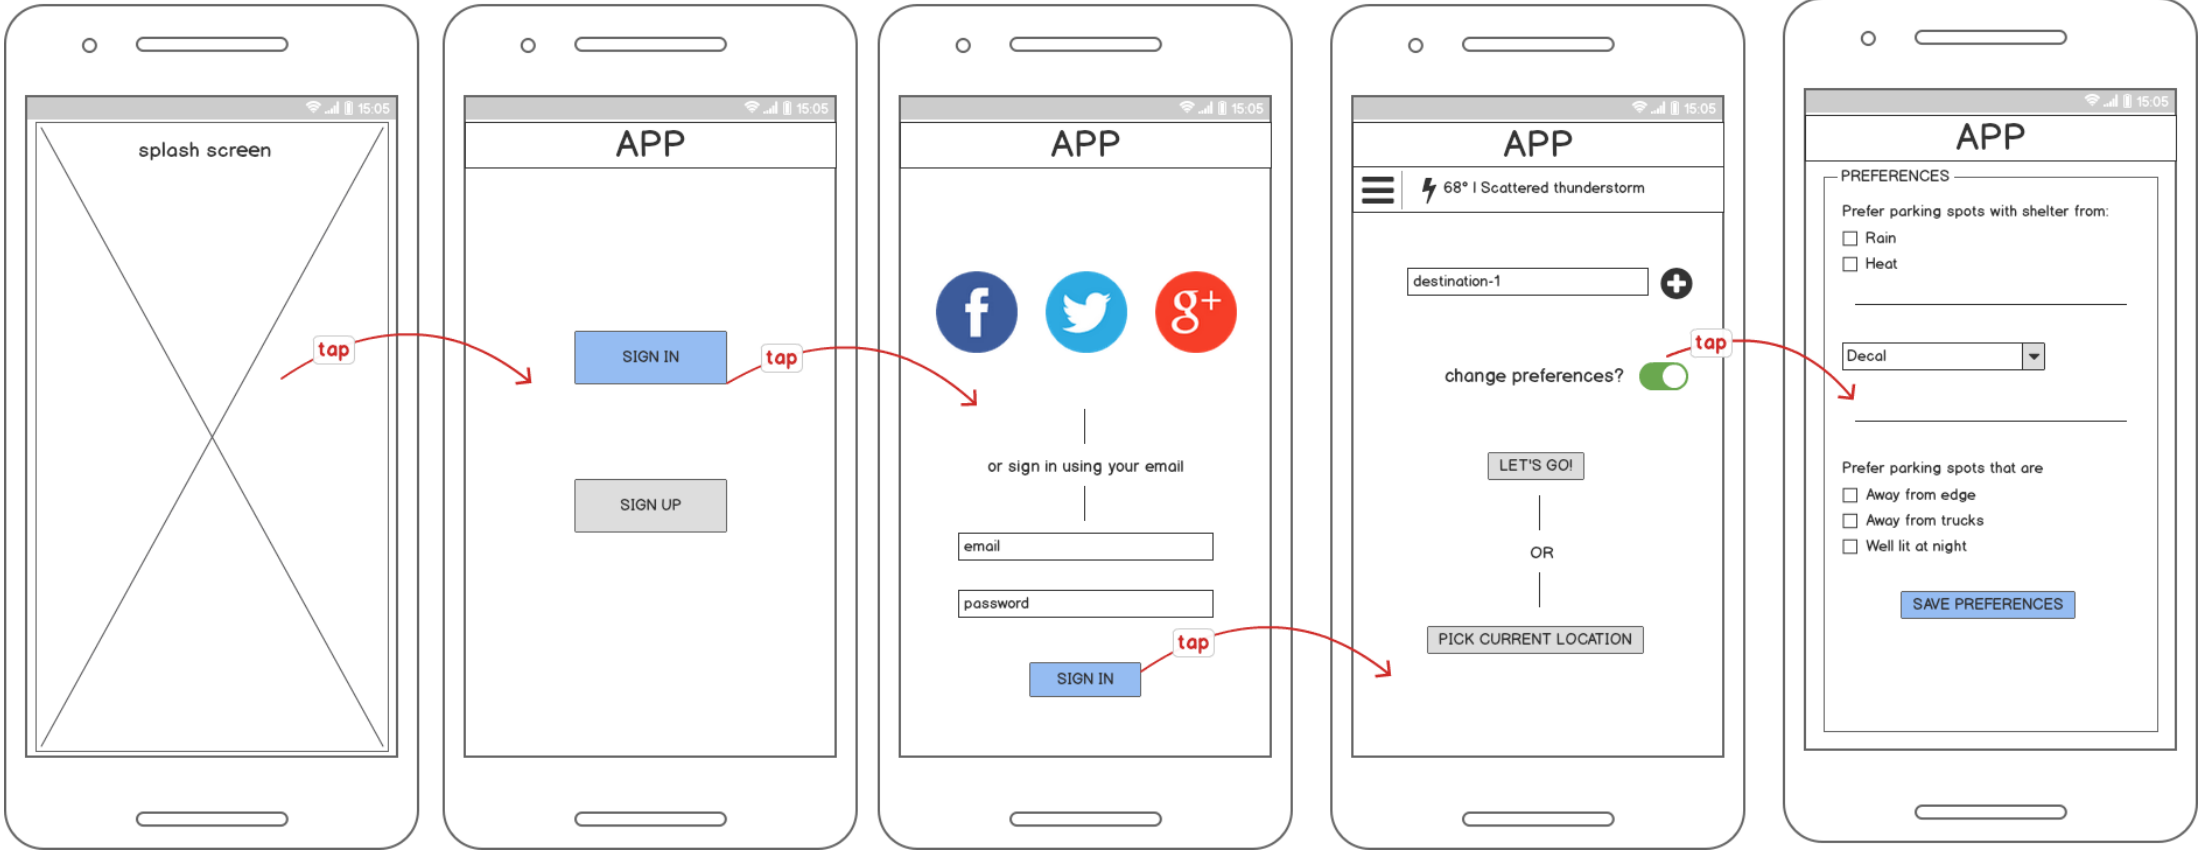 15:05
splash screen
tap
15:05
APP
SIGN IN
SIGN UP
tap
15:05
APP
f
g+
or sign in using your email
email
password
SIGN IN
tap
15:05
APP
68° | Scattered thunderstorm
destination-1
change preferences?
LET'S GO!
OR
PICK CURRENT LOCATION
tap
15:05
APP
PREFERENCES
Prefer parking spots with shelter from:
Rain
Heat
Decal
Prefer parking spots that are
Away from edge
Away from trucks
Well lit at night
SAVE PREFERENCES